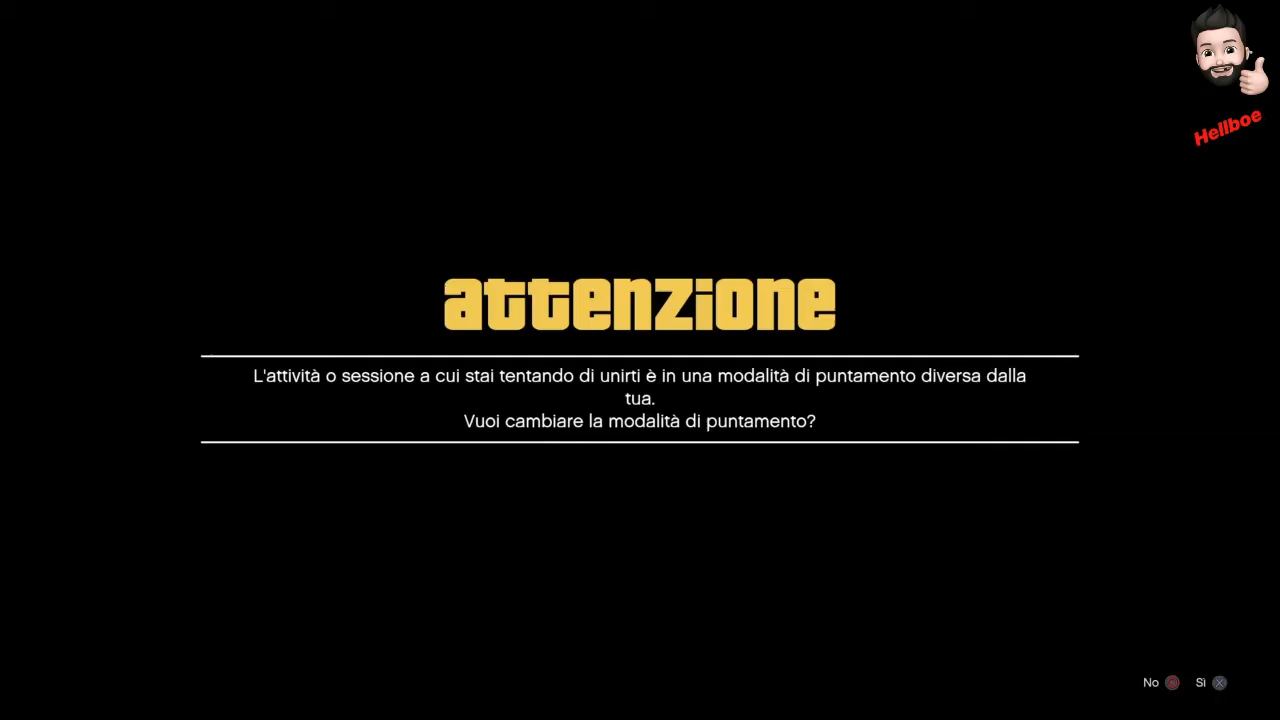 Hellboe
attenzione
L'attività o sessione a cui stai tentando di unirti è in una modalità di puntamento diversa dalla
tua.
Vuoi cambiare la modalità di puntamento?
No Sì